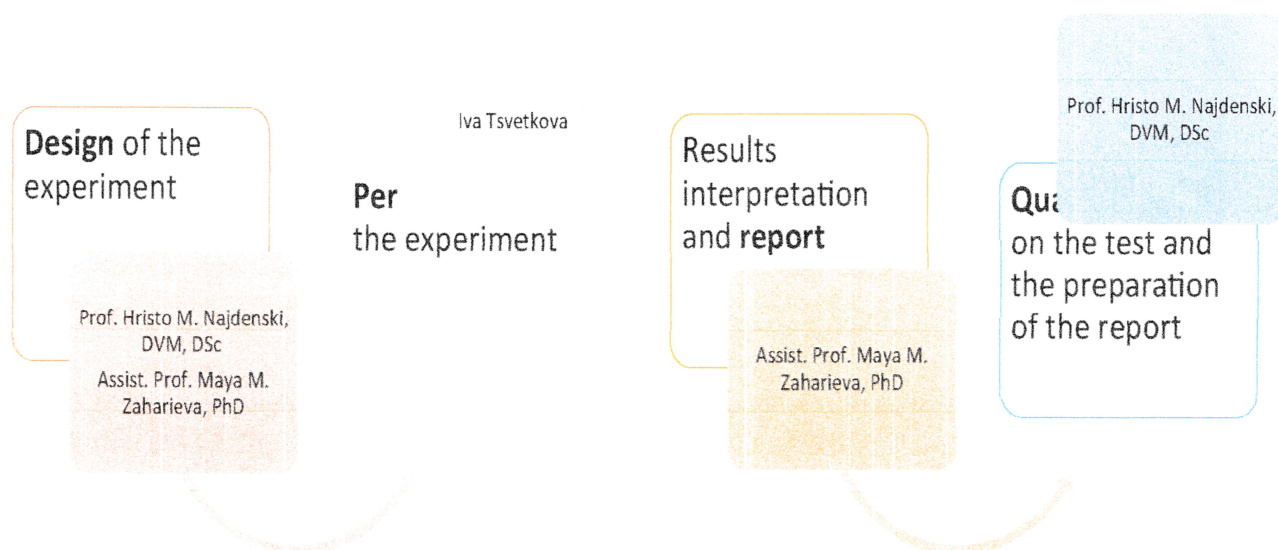 Design of the
experiment
Prof. Hristo M. Najdenski,
DVM, DSc
Assist. Prof. Maya M.
Zaharieva, PhD
Iva Tsvetkova
Per
the experiment
Results
interpretation
and report
Assist. Prof. Maya M.
Zaharieva, PhD
Prof. Hristo M. Najdenski,
DVM, DSc
on the test and
the preparation
of the report